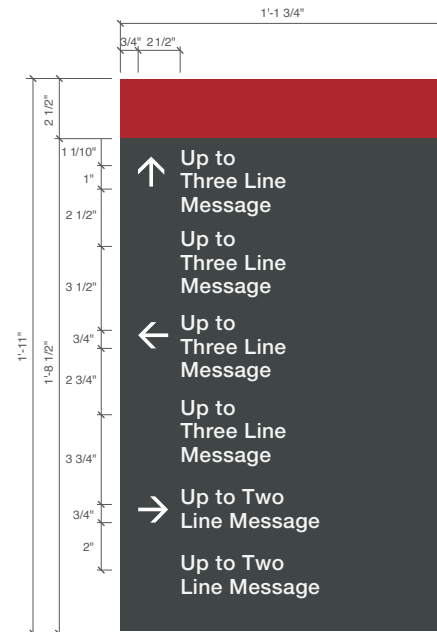 1'-1 3/4"
3/4" 2 1/2"
2 1/2"
1 1/10"
1"
2 1/2"
3 1/2"
3/4"
2 3/4"
3 3/4"
3/4"
2"
1'-8 1/2"
1'-11"
Up to
Three Line
Message
Up to
Three Line
Message
Up to
Three Line
Message
Up to
Three Line
Message
Up to Two
Line Message
Up to Two
Line Message